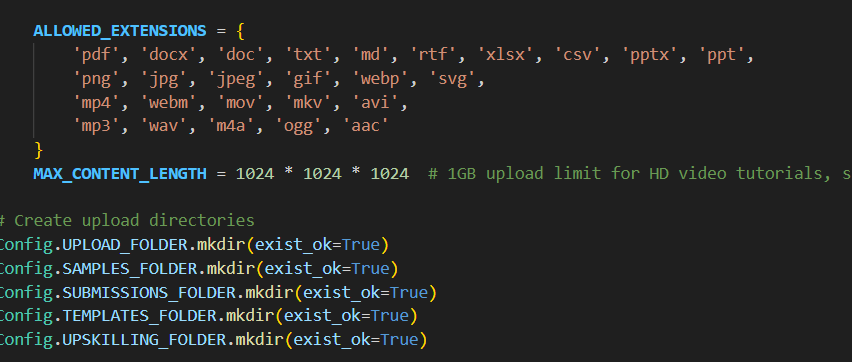 ALLOWED_EXTENSIONS = {
'pdf', 'docx', 'doc', 'txt', 'md', 'rtf', 'xlsx', 'csv', 'pptx', 'ppt',
'png', 'jpg', 'jpeg', 'gif', 'webp', 'svg',
'mp4', 'webm', 'mov', 'mkv', 'avi',
'mp3', 'wav', 'm4a', 'ogg', 'aac'
}
MAX_CONTENT_LENGTH = 1024 * 1024 * 1024  # 1GB upload limit for HD video tutorials, s
# Create upload directories
Config.UPLOAD_FOLDER.mkdir(exist_ok=True)
Config.SAMPLES_FOLDER.mkdir(exist_ok=True)
Config.SUBMISSIONS_FOLDER.mkdir(exist_ok=True)
Config.TEMPLATES_FOLDER.mkdir(exist_ok=True)
Config.UPSKILLING_FOLDER.mkdir(exist_ok=True)